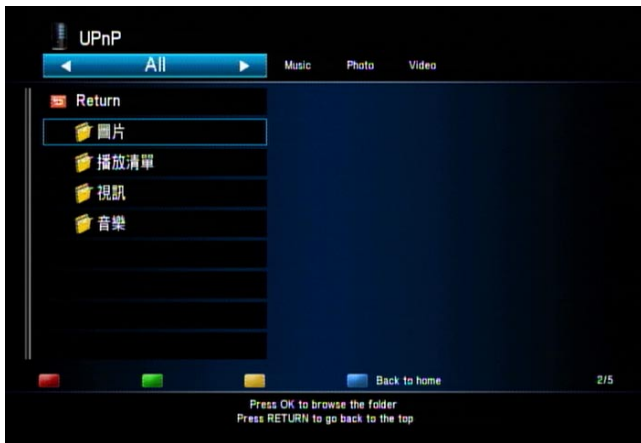 UPnP
All Music Photo Video
Return
圖片
播放清單
視訊
音樂
Back to home 2/5
Press OK to browse the folder
Press RETURN to go back to the top